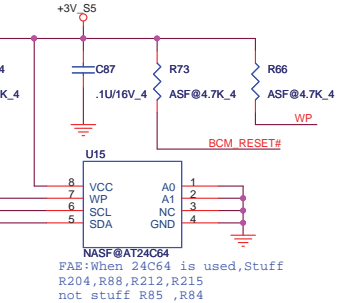 +3V_S5
4
C87
R73
R66
K_4
.1U/16V_4
ASF@4.7K_4
ASF@4.7K_4
WP
BCM_RESET#
U15
8 VCC A0 1
7 WP A1 2
6 SCL NC 3
5 SDA GND 4
NASF@AT24C64
FAE:When 24C64 is used,Stuff
R204,R88,R212,R215
not stuff R85 ,R84